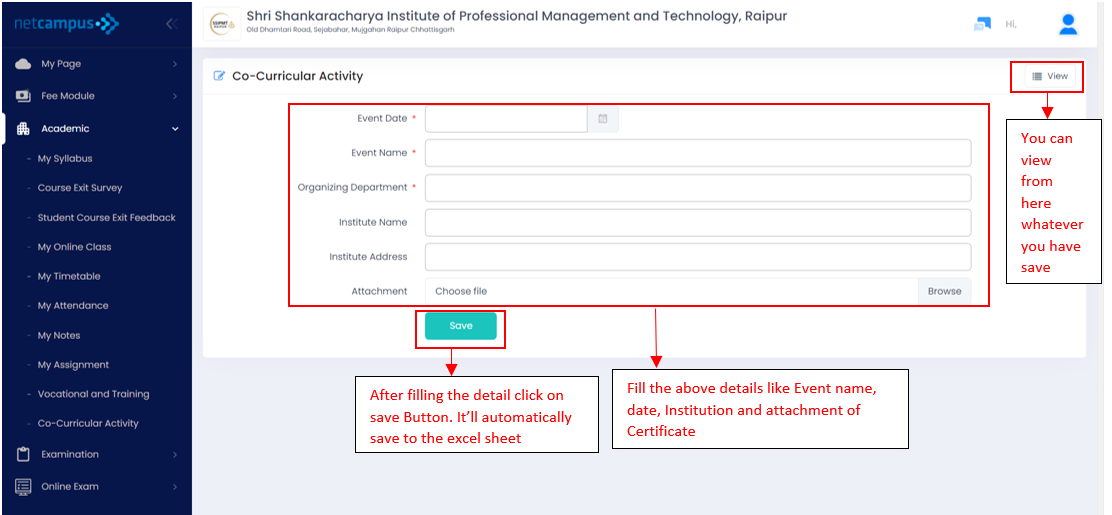 netcampus
Shri Shankaracharya Institute of Professional Management and Technology, Raipur
Old Dhamtari Road, Sejabahar, Mujgahan Raipur Chhattisgarh
Hi,
My Page
Fee Module
Academic
- My Syllabus
- Course Exit Survey
- Student Course Exit Feedback
- My Online Class
- My Timetable
- My Attendance
- My Notes
- My Assignment
- Vocational and Training
- Co-Curricular Activity
Examination
Online Exam
Co-Curricular Activity
View
Event Date *
Event Name *
Organizing Department *
Institute Name
Institute Address
Attachment Choose file Browse
Save
You can
view
from
here
whatever
you have
save
After filling the detail click on
save Button. It’ll automatically
save to the excel sheet
Fill the above details like Event name,
date, Institution and attachment of
Certificate